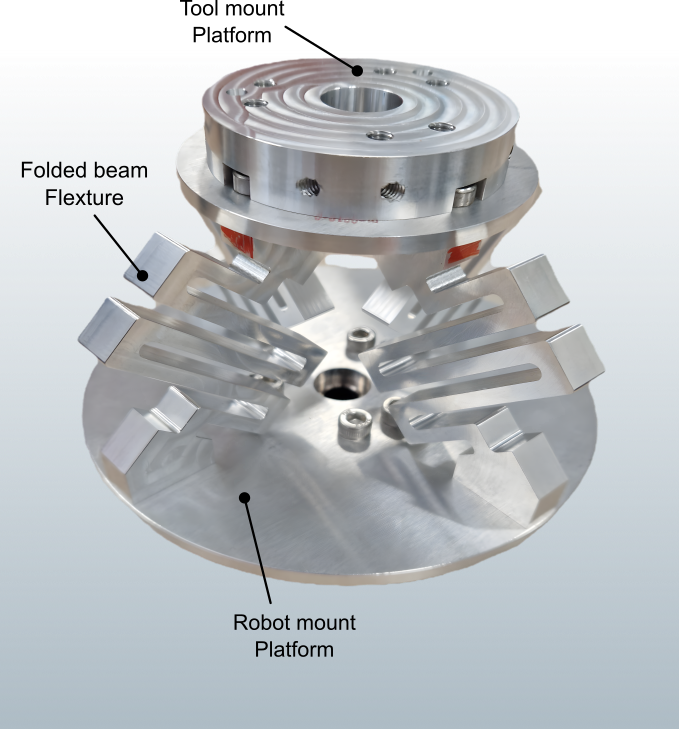 Tool mount
Platform
Folded beam
Flexture
Robot mount
Platform